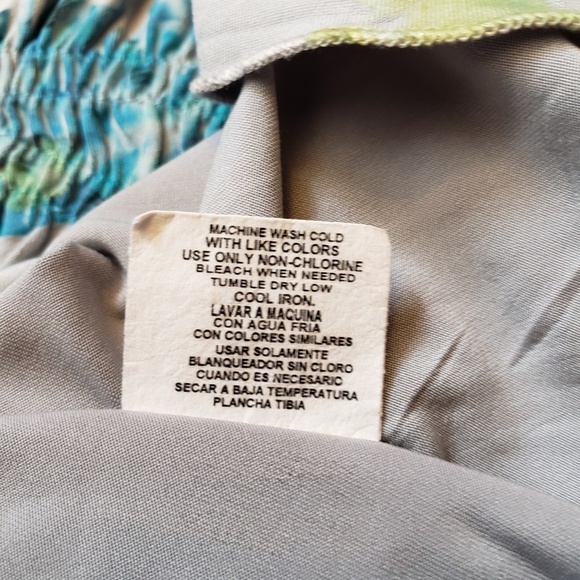 MACHINE WASH COLD
WITH LIKE COLORS
USE ONLY NON-CHLORINE
BLEACH WHEN NEEDED
TUMBLE DRY LOW
COOL IRON.
LAVAR A MAQUINA
CON AGUA FRIA
CON COLORES SIMILARES
USAR SOLAMENTE
BLANQUEADOR SIN CLORO
CUANDO ES NECESARIO
SECAR A BAJA TEMPERATURA
PLANCHA TIBIA